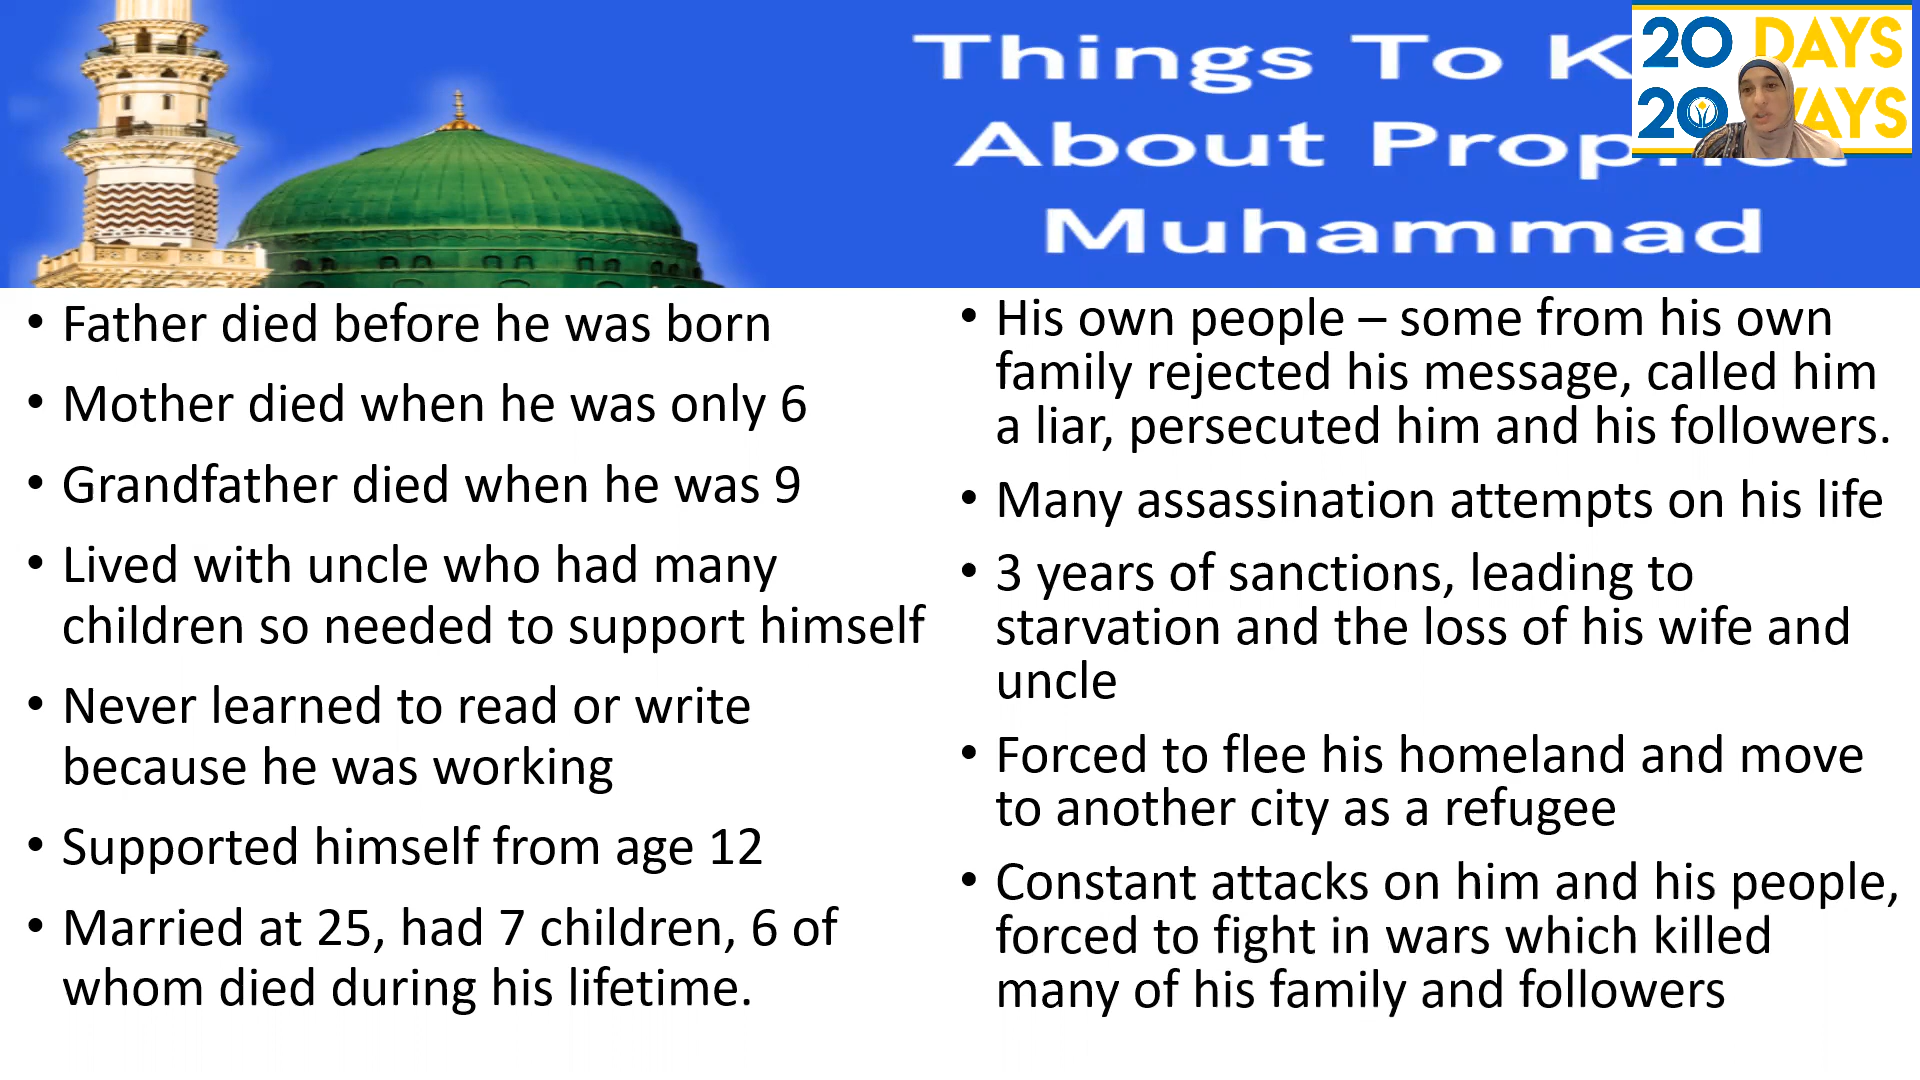 Things To K
About Prophet
Muhammad
20 DAYS
20 WAYS
• Father died before he was born
• Mother died when he was only 6
• Grandfather died when he was 9
• Lived with uncle who had many
children so needed to support himself
• Never learned to read or write
because he was working
• Supported himself from age 12
• Married at 25, had 7 children, 6 of
whom died during his lifetime.
• His own people – some from his own
family rejected his message, called him
a liar, persecuted him and his followers.
• Many assassination attempts on his life
• 3 years of sanctions, leading to
starvation and the loss of his wife and
uncle
• Forced to flee his homeland and move
to another city as a refugee
• Constant attacks on him and his people,
forced to fight in wars which killed
many of his family and followers